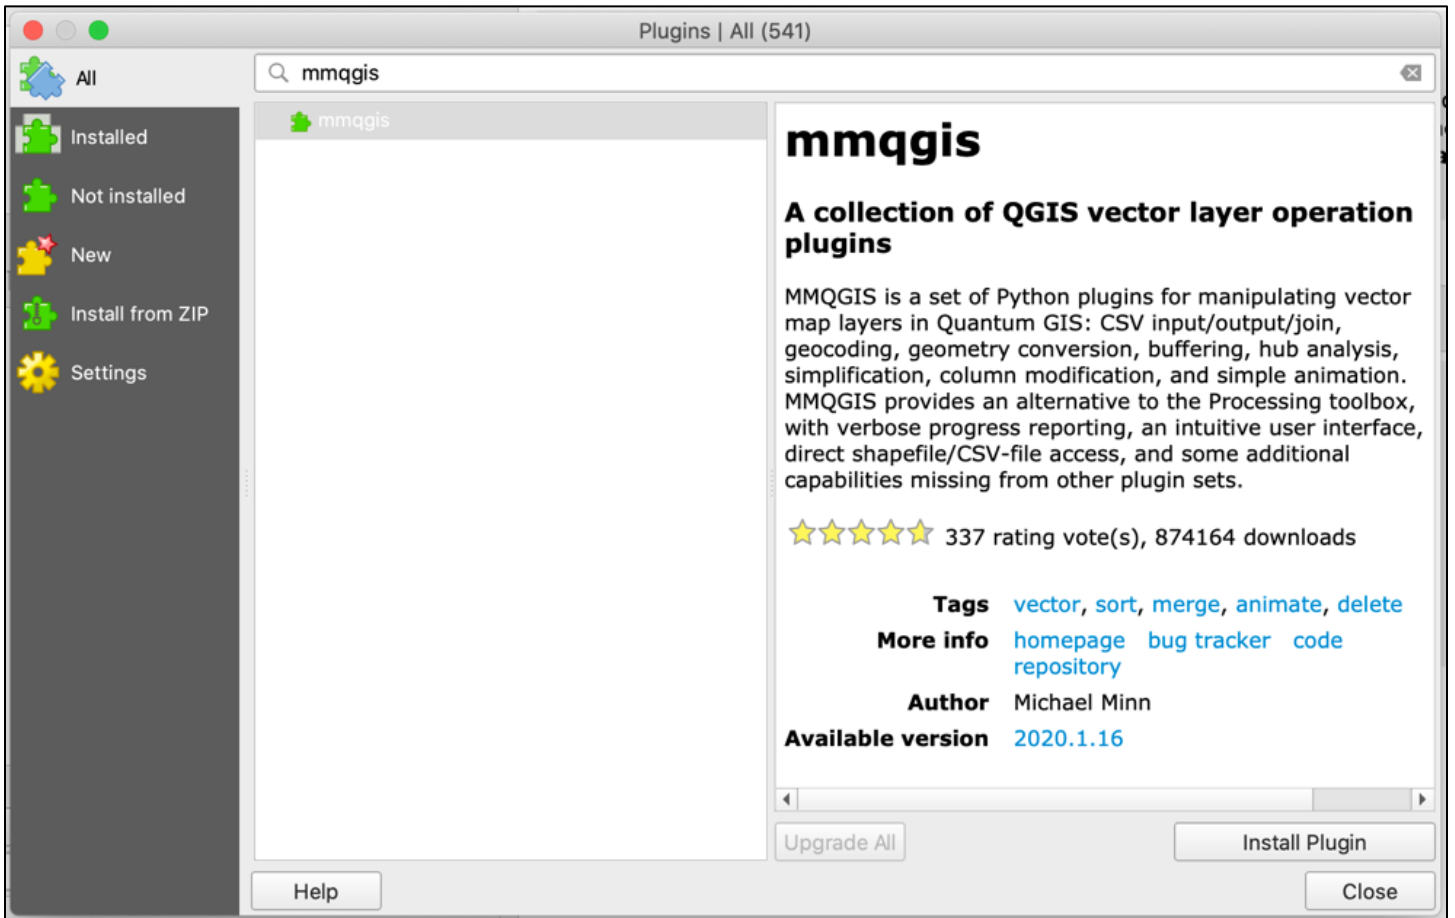 Plugins | All (541)
All
Installed
Not installed
New
Install from ZIP
Settings
mmqgis
mmqgis
mmqgis
A collection of QGIS vector layer operation
plugins
MMQGIS is a set of Python plugins for manipulating vector
map layers in Quantum GIS: CSV input/output/join,
geocoding, geometry conversion, buffering, hub analysis,
simplification, column modification, and simple animation.
MMQGIS provides an alternative to the Processing toolbox,
with verbose progress reporting, an intuitive user interface,
direct shapefile/CSV-file access, and some additional
capabilities missing from other plugin sets.
337 rating vote(s), 874164 downloads
Tags vector, sort, merge, animate, delete
More info homepage bug tracker code
repository
Author Michael Minn
Available version 2020.1.16
Upgrade All
Install Plugin
Help
Close